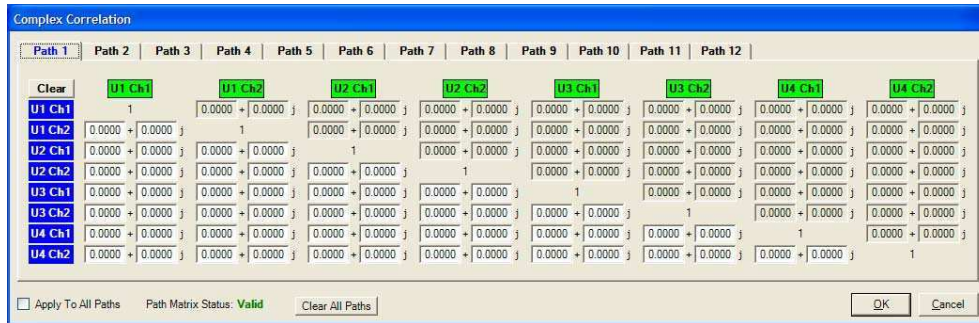 Complex Correlation
Path 1 Path 2 Path 3 Path 4 Path 5 Path 6 Path 7 Path 8 Path 9 Path 10 Path 11 Path 12
Clear U1 Ch1 U1 Ch2 U2 Ch1 U2 Ch2 U3 Ch1 U3 Ch2 U4 Ch1 U4 Ch2
U1 Ch1 1 0.0000 + 0.0000 j 0.0000 + 0.0000 j 0.0000 + 0.0000 j 0.0000 + 0.0000 j 0.0000 + 0.0000 j 0.0000 + 0.0000 j 0.0000 + 0.0000 j
U1 Ch2 0.0000 + 0.0000 j 1 0.0000 + 0.0000 j 0.0000 + 0.0000 j 0.0000 + 0.0000 j 0.0000 + 0.0000 j 0.0000 + 0.0000 j 0.0000 + 0.0000 j
U2 Ch1 0.0000 + 0.0000 j 0.0000 + 0.0000 j 1 0.0000 + 0.0000 j 0.0000 + 0.0000 j 0.0000 + 0.0000 j 0.0000 + 0.0000 j 0.0000 + 0.0000 j
U2 Ch2 0.0000 + 0.0000 j 0.0000 + 0.0000 j 0.0000 + 0.0000 j 1 0.0000 + 0.0000 j 0.0000 + 0.0000 j 0.0000 + 0.0000 j 0.0000 + 0.0000 j
U3 Ch1 0.0000 + 0.0000 j 0.0000 + 0.0000 j 0.0000 + 0.0000 j 0.0000 + 0.0000 j 1 0.0000 + 0.0000 j 0.0000 + 0.0000 j 0.0000 + 0.0000 j
U3 Ch2 0.0000 + 0.0000 j 0.0000 + 0.0000 j 0.0000 + 0.0000 j 0.0000 + 0.0000 j 0.0000 + 0.0000 j 1 0.0000 + 0.0000 j 0.0000 + 0.0000 j
U4 Ch1 0.0000 + 0.0000 j 0.0000 + 0.0000 j 0.0000 + 0.0000 j 0.0000 + 0.0000 j 0.0000 + 0.0000 j 0.0000 + 0.0000 j 1 0.0000 + 0.0000 j
U4 Ch2 0.0000 + 0.0000 j 0.0000 + 0.0000 j 0.0000 + 0.0000 j 0.0000 + 0.0000 j 0.0000 + 0.0000 j 0.0000 + 0.0000 j 0.0000 + 0.0000 j 1
Apply To All Paths Path Matrix Status: Valid Clear All Paths OK Cancel